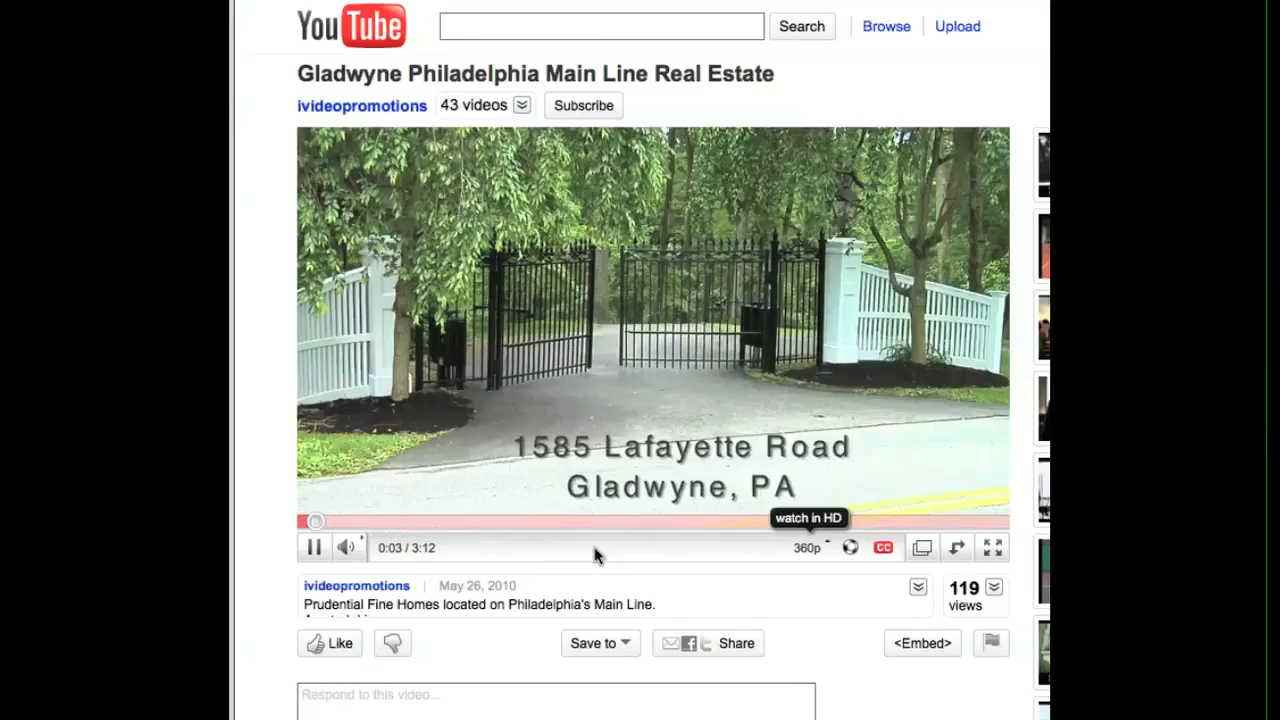 YouTube
Search
Browse
Upload
Gladwyne Philadelphia Main Line Real Estate
ivideopromotions
43 videos
Subscribe
1585 Lafayette Road
Gladwyne, PA
watch in HD
0:03 / 3:12
360p
CC
ivideopromotions
May 26, 2010
119
views
Prudential Fine Homes located on Philadelphia's Main Line.
Like
Save to
Share
<Embed>
Respond to this video...